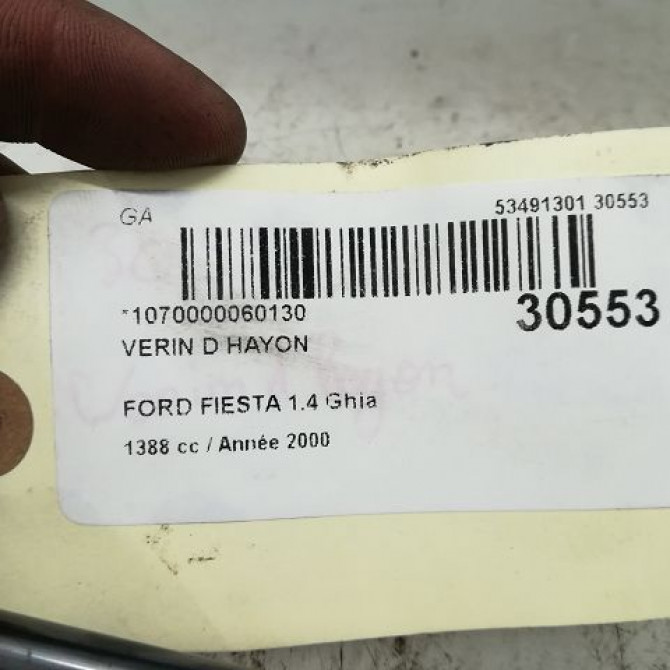 GA
53491301 30553
*1070000060130
30553
VERIN D HAYON
FORD FIESTA 1.4 Ghia
1388 cc / Année 2000